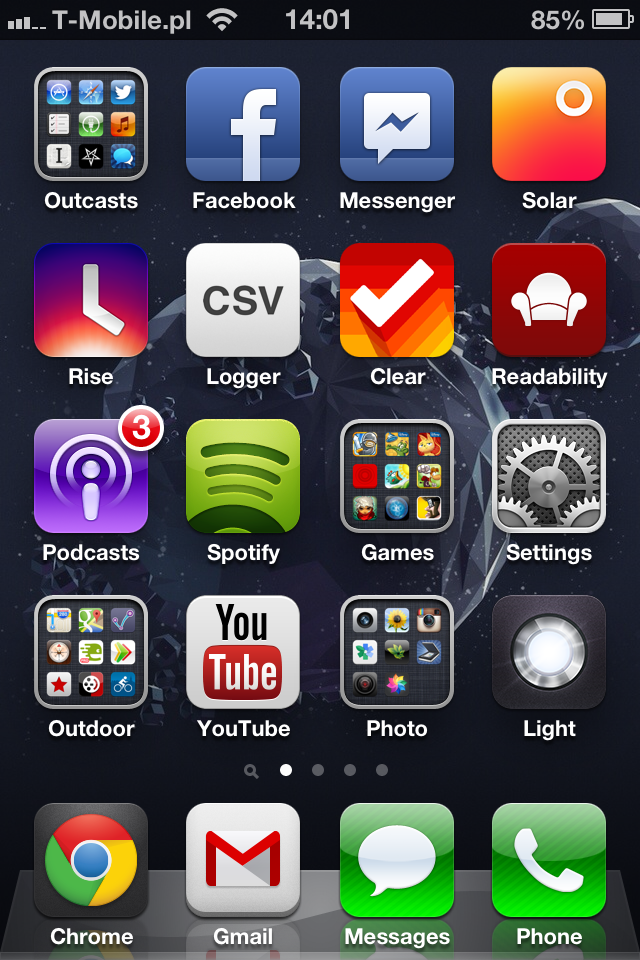 T-Mobile.pl 14:01 85%
Outcasts Facebook Messenger Solar
CSV
Rise Logger Clear Readability
3
Podcasts Spotify Games Settings
You
Tube
Outdoor YouTube Photo Light
Chrome Gmail Messages Phone